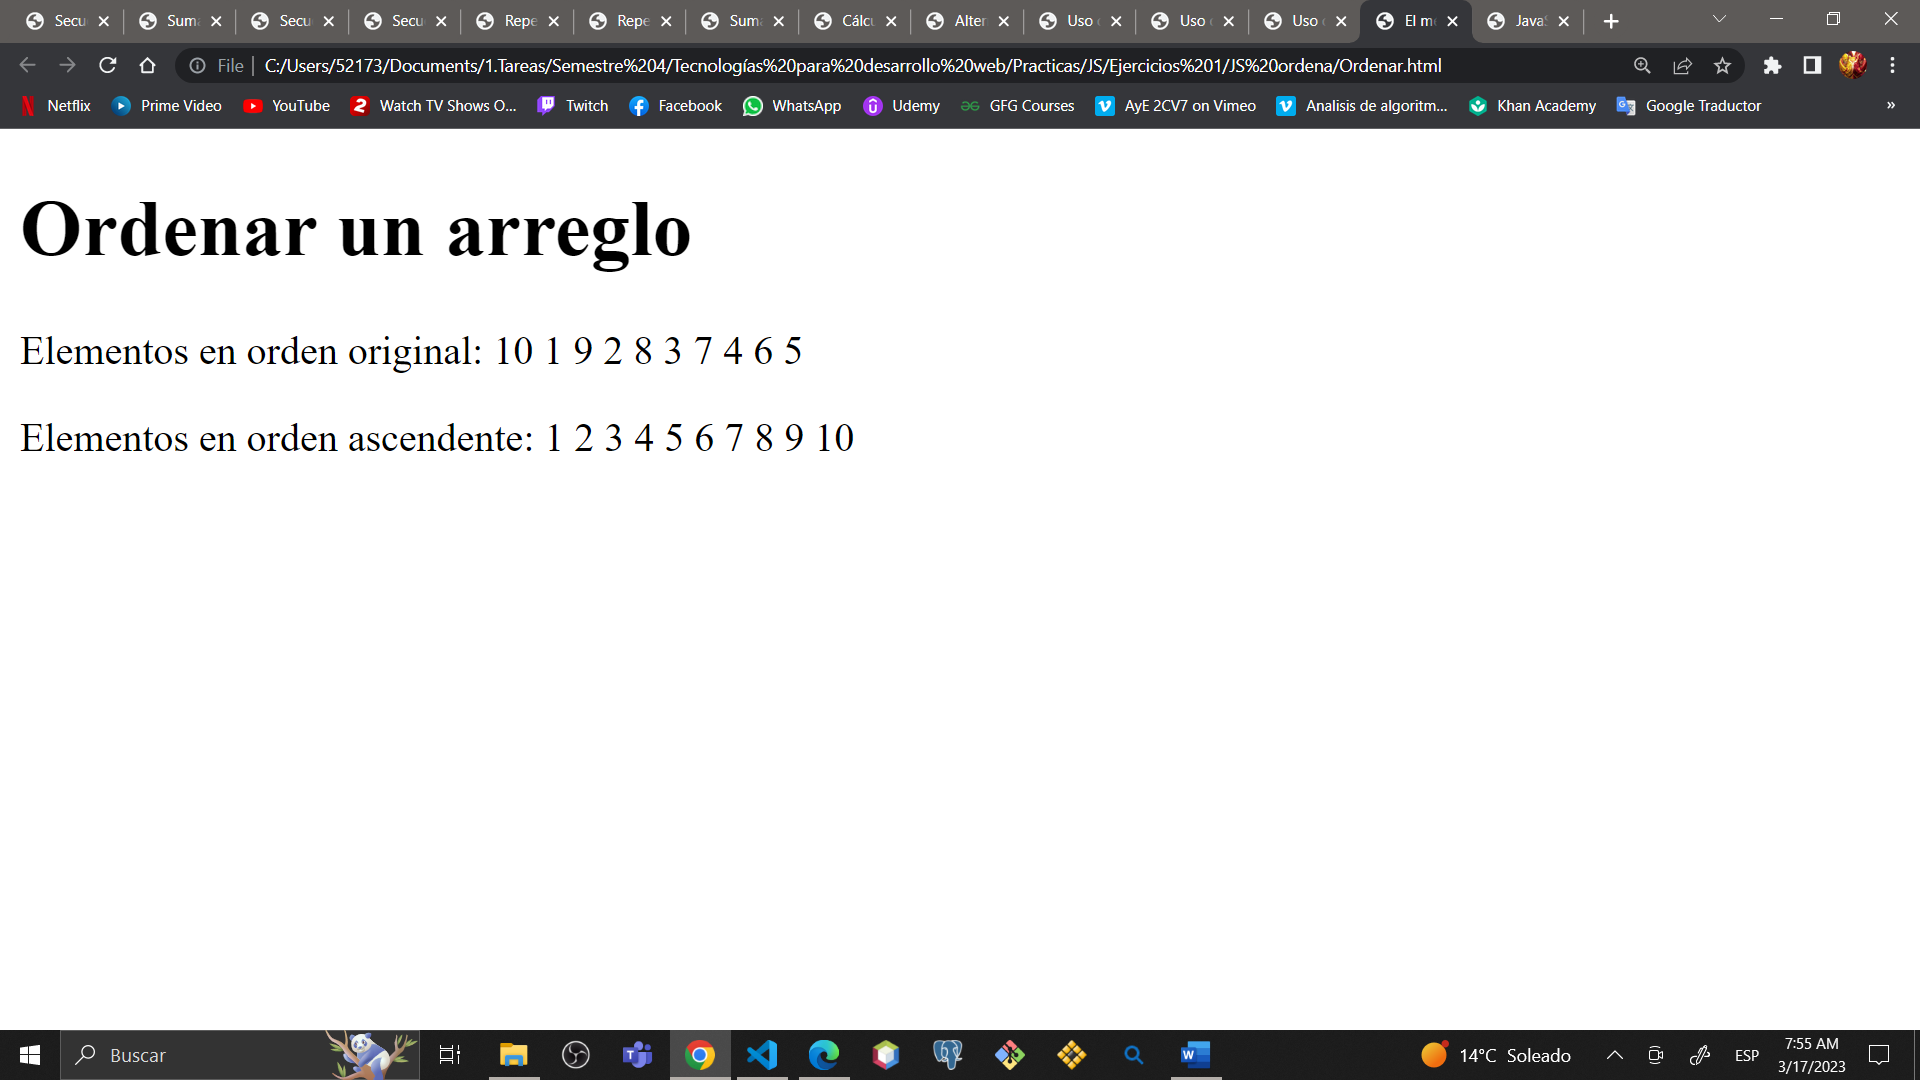 Secu Suma Secu Secu Repe Repe Suma Cálcu Alter Uso Uso Uso El m JavaS
File C:/Users/52173/Documents/1.Tareas/Semestre%204/Tecnologías%20para%20desarrollo%20web/Practicas/JS/Ejercicios%201/JS%20ordena/Ordenar.html
Netflix Prime Video YouTube Watch TV Shows O... Twitch Facebook WhatsApp Udemy GFG Courses AyE 2CV7 on Vimeo Analisis de algoritm... Khan Academy Google Traductor »
Ordenar un arreglo
Elementos en orden original: 10 1 9 2 8 3 7 4 6 5
Elementos en orden ascendente: 1 2 3 4 5 6 7 8 9 10
Buscar 14°C Soleado ESP 7:55 AM
3/17/2023